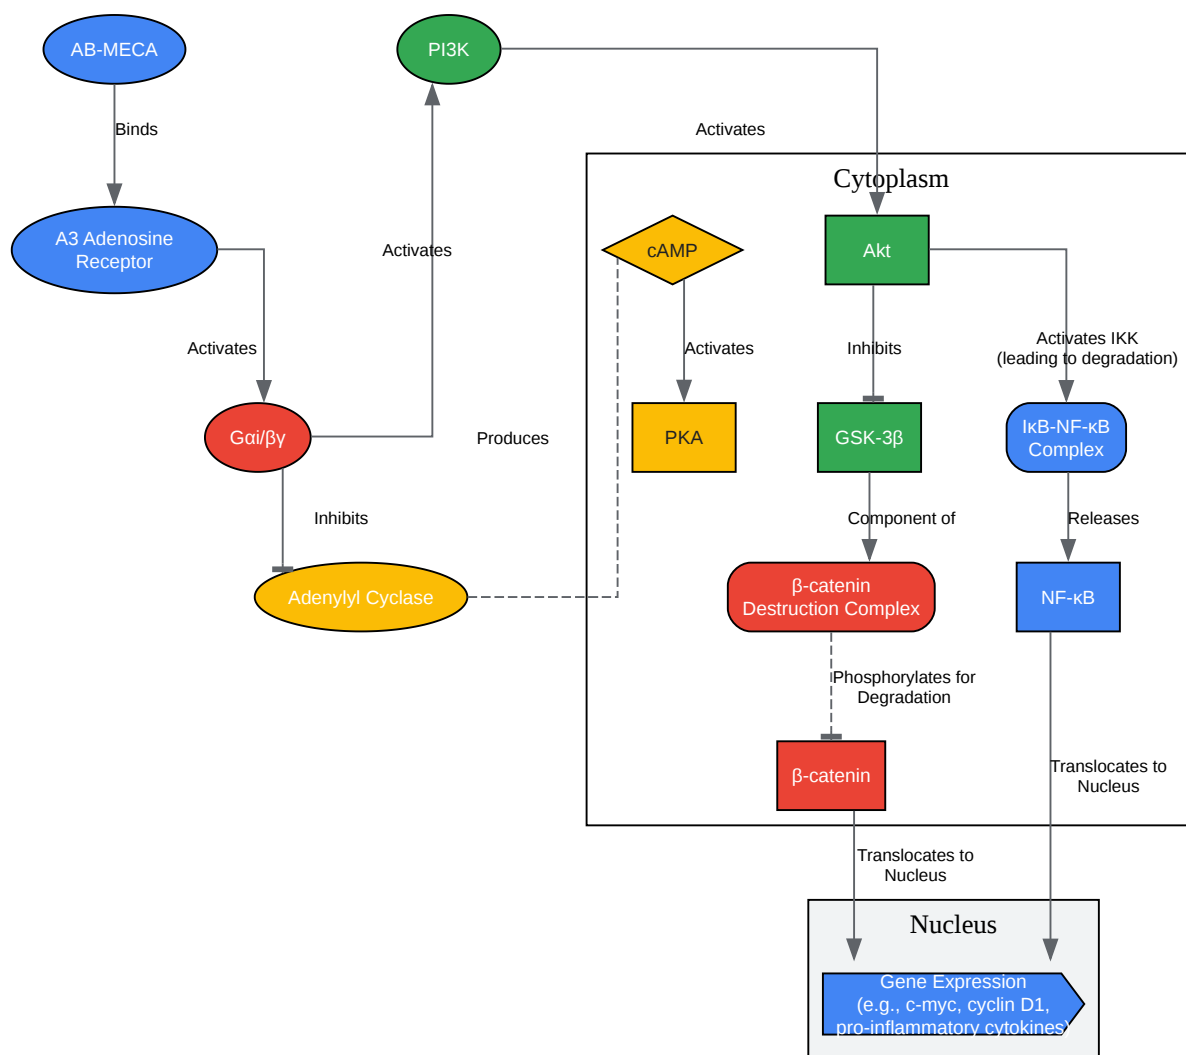 AB-MECA
PI3K
Binds
Activates
Cytoplasm
A3 Adenosine
Receptor
Activates
cAMP
Akt
Activates
Activates
Inhibits
Activates IKK
(leading to degradation)
Gαi/βγ
Produces
PKA
GSK-3β
IκB-NF-κB
Complex
Inhibits
Component of
Releases
Adenylyl Cyclase
β-catenin
Destruction Complex
NF-κB
Phosphorylates for
Degradation
β-catenin
Translocates to
Nucleus
Translocates to
Nucleus
Nucleus
Gene Expression
(e.g., c-myc, cyclin D1,
pro-inflammatory cytokines)